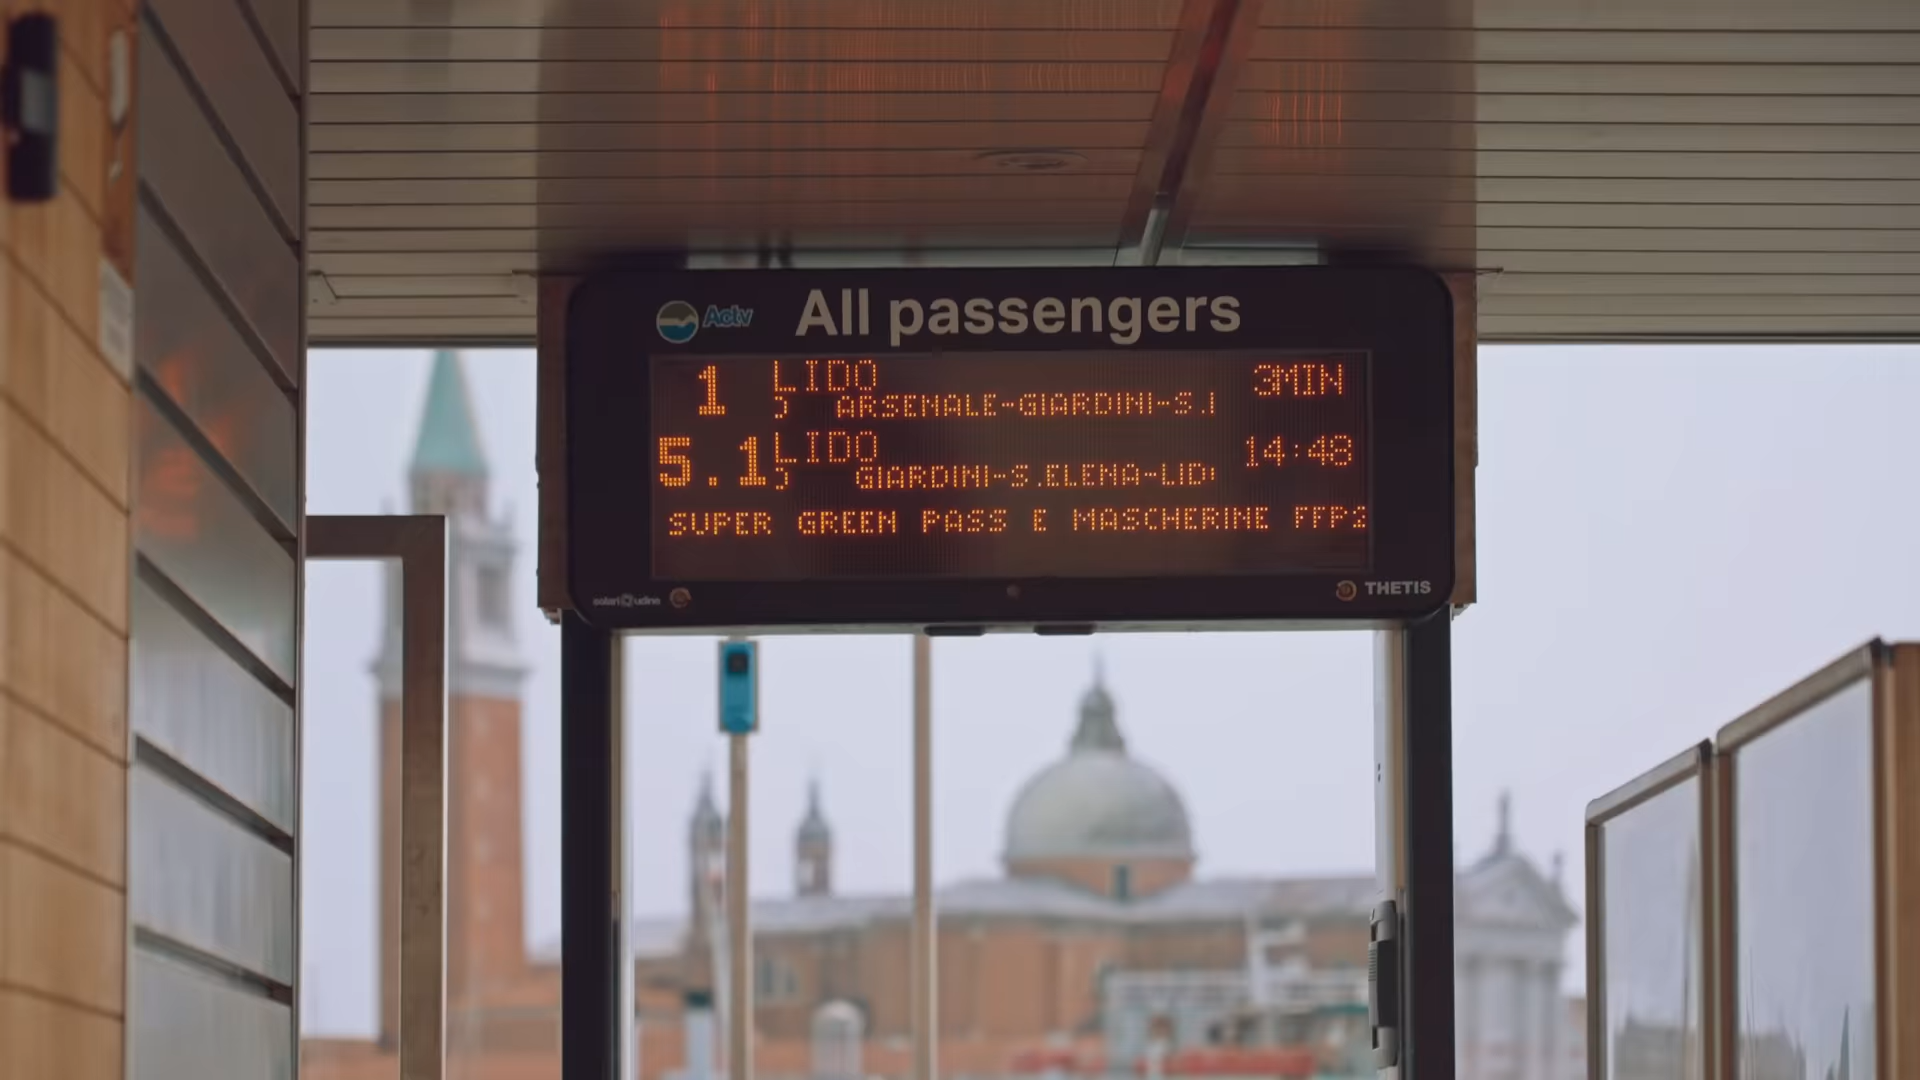 Actv All passengers
1 LIDO 3MIN
ARSENALE-GIARDINI-S.
5.1 LIDO 14:48
GIARDINI-S.ELENA-LID
SUPER GREEN PASS E MASCHERINE FFP2
solari udine THETIS